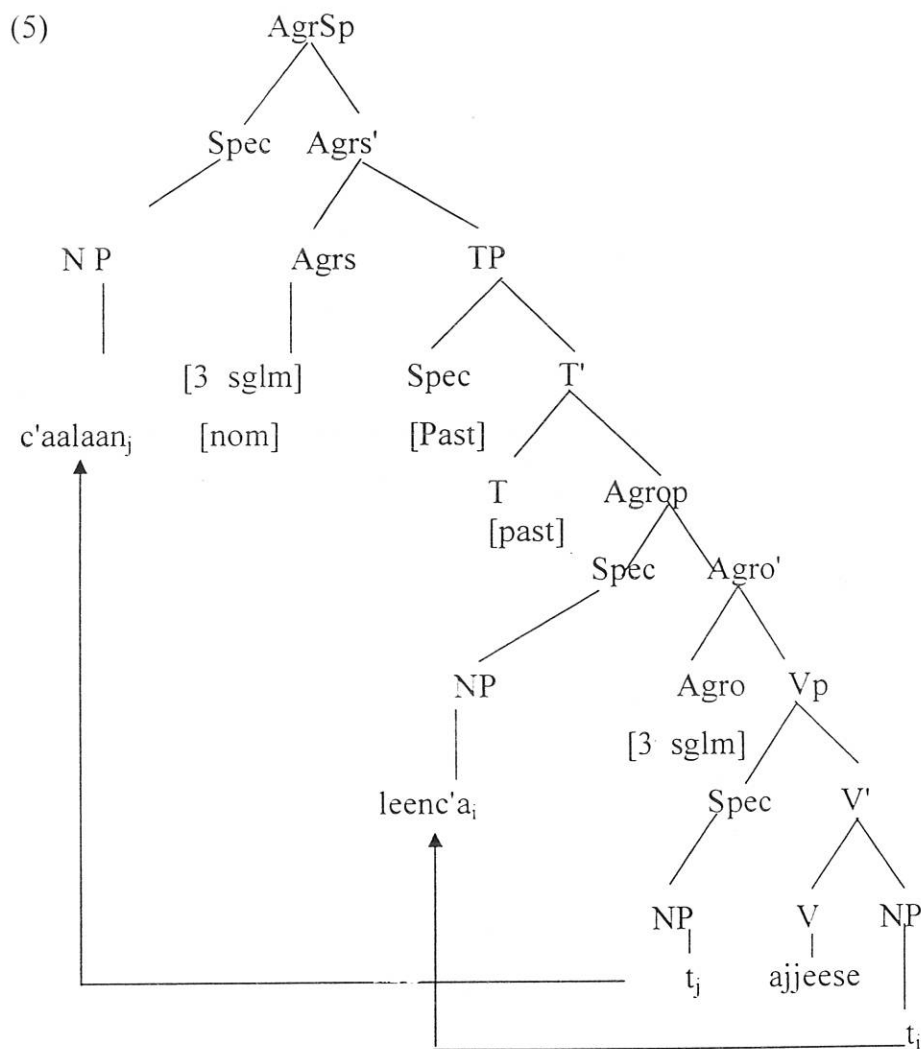 (5) AgrSp
Spec Agrs'
N P Agrs TP
[3 sglm] Spec T'
c'aalaanj [nom] [Past]
T Agrop
[past]
Spec Agro'
NP Agro Vp
[3 sglm]
leenc'ai Spec V'
NP V NP
tj ajjeese
ti